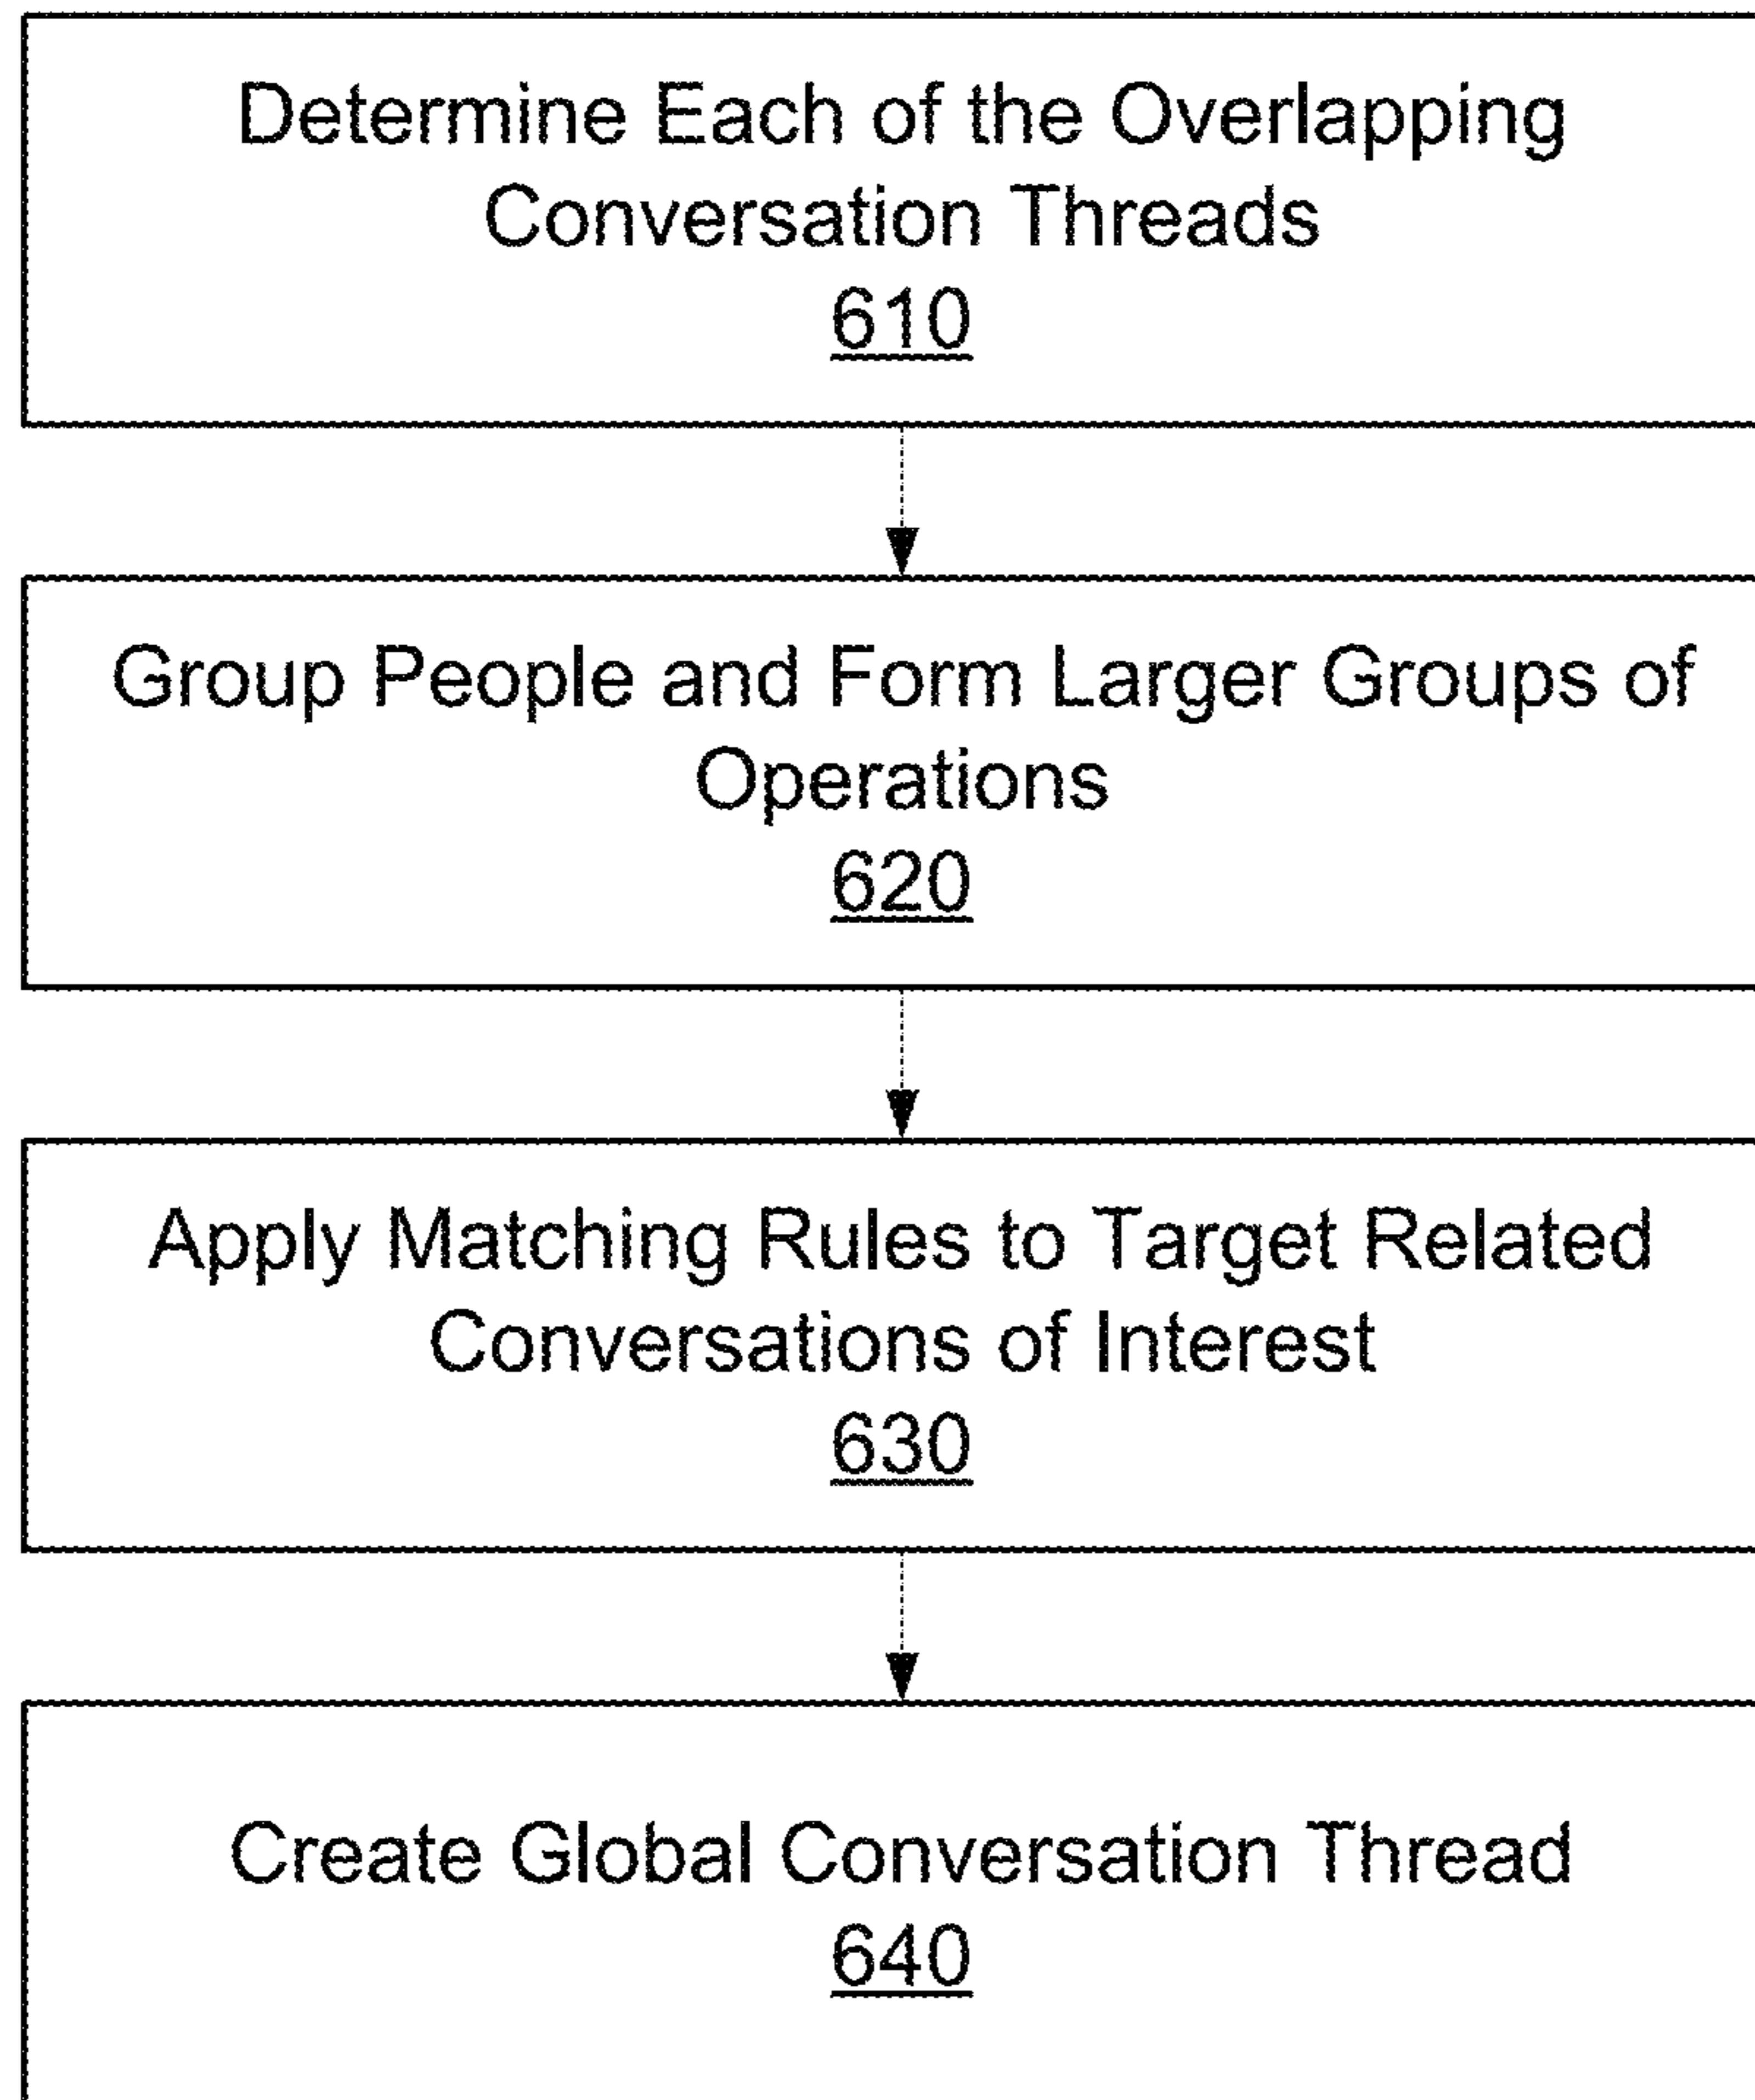 Determine Each of the Overlapping
Conversation Threads
610
Group People and Form Larger Groups of
Operations
620
Apply Matching Rules to Target Related
Conversations of Interest
630
Create Global Conversation Thread
640